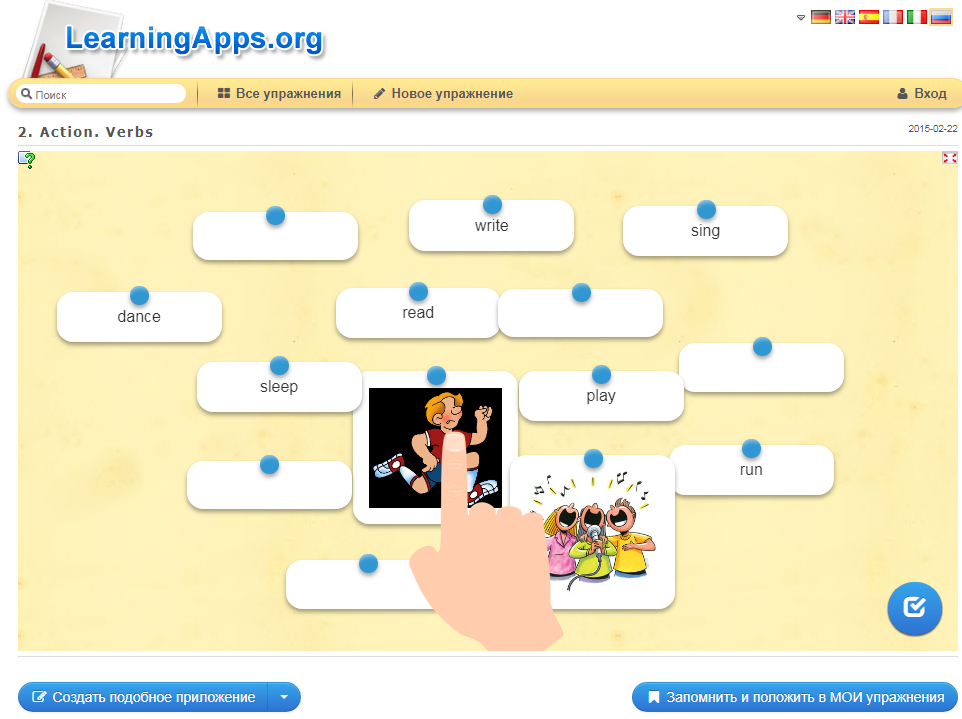 LearningApps.org
Поиск
Все упражнения
Новое упражнение
Вход
2. Action. Verbs
2015-02-22
write
sing
dance
read
sleep
play
run
Создать подобное приложение
Запомнить и положить в МОИ упражнения